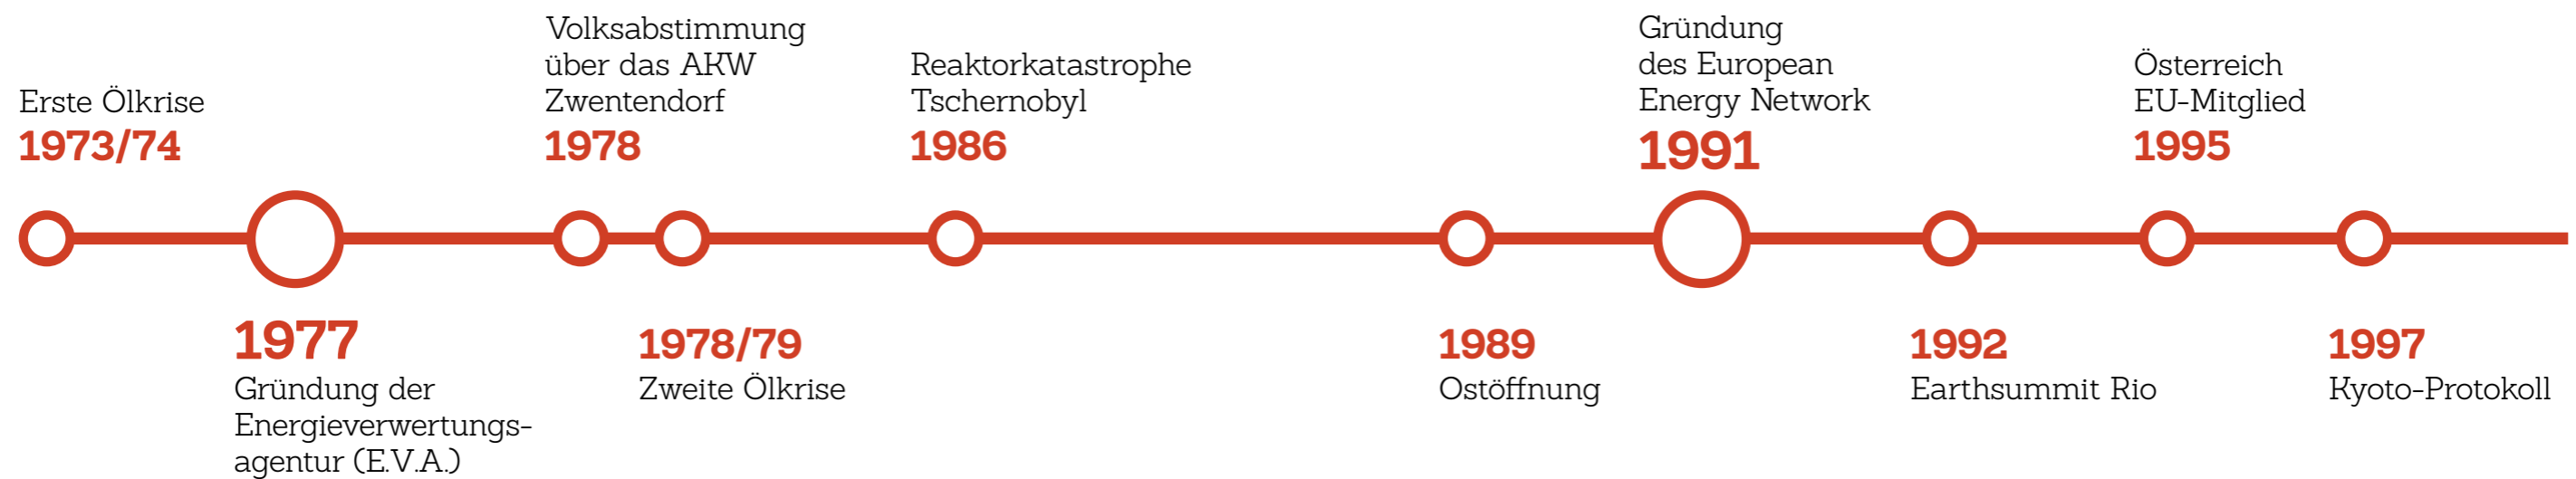 Erste Ölkrise
1973/74
1977
Gründung der
Energieverwertungs-
agentur (E.V.A.)
Volksabstimmung
über das AKW
Zwentendorf
1978
1978/79
Zweite Ölkrise
Reaktorkatastrophe
Tschernobyl
1986
1989
Ostöffnung
Gründung
des European
Energy Network
1991
1992
Earthsummit Rio
Österreich
EU-Mitglied
1995
1997
Kyoto-Protokoll